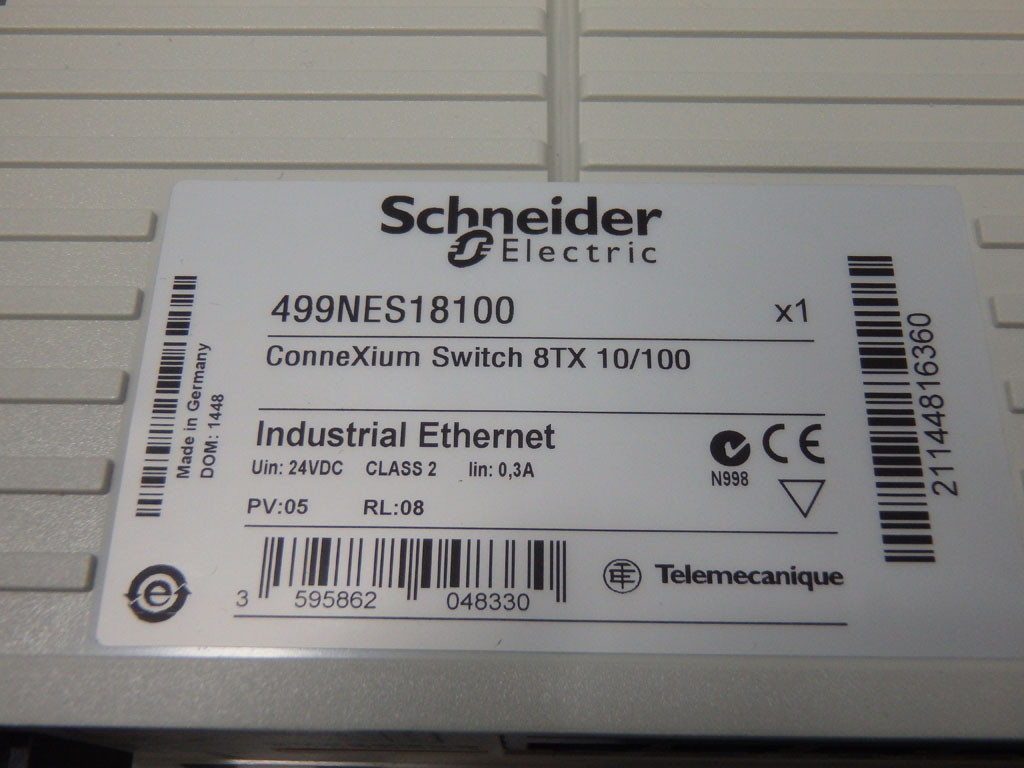 Schneider
Electric
499NES18100 x1
ConneXium Switch 8TX 10/100
Industrial Ethernet
Uin: 24VDC CLASS 2 Iin: 0,3A
N998
PV:05 RL:08
3 595862 048330
Telemecanique
Made in Germany
DOM: 1448
21144816360
CE
e